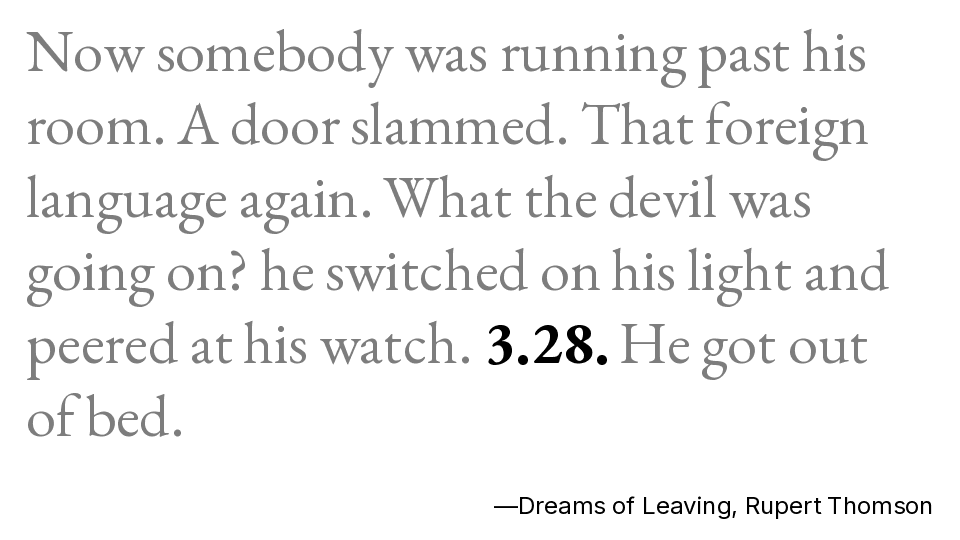 Now somebody was running past his
room. A door slammed. That foreign
language again. What the devil was
going on? he switched on his light and
peered at his watch. 3.28. He got out
of bed.
—Dreams of Leaving, Rupert Thomson